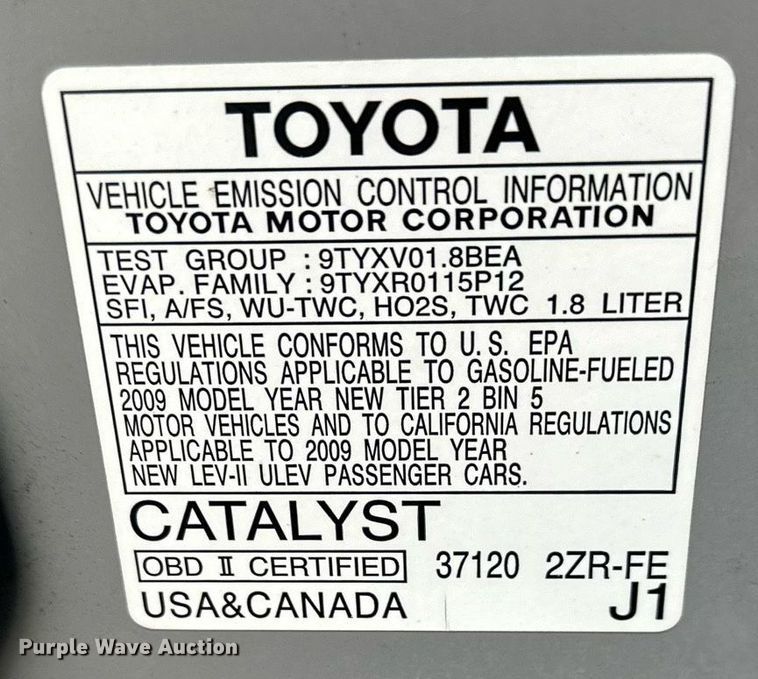 TOYOTA
VEHICLE EMISSION CONTROL INFORMATION
TOYOTA MOTOR CORPORATION
TEST GROUP : 9TYXV01.8BEA
EVAP. FAMILY : 9TYXR0115P12
SFI, A/FS, WU-TWC, HO2S, TWC 1.8 LITER
THIS VEHICLE CONFORMS TO U.S. EPA
REGULATIONS APPLICABLE TO GASOLINE-FUELED
2009 MODEL YEAR NEW TIER 2 BIN 5
MOTOR VEHICLES AND TO CALIFORNIA REGULATIONS
APPLICABLE TO 2009 MODEL YEAR
NEW LEV-II ULEV PASSENGER CARS.
CATALYST
OBD II CERTIFIED 37120 2ZR-FE
USA&CANADA J1
Purple Wave Auction